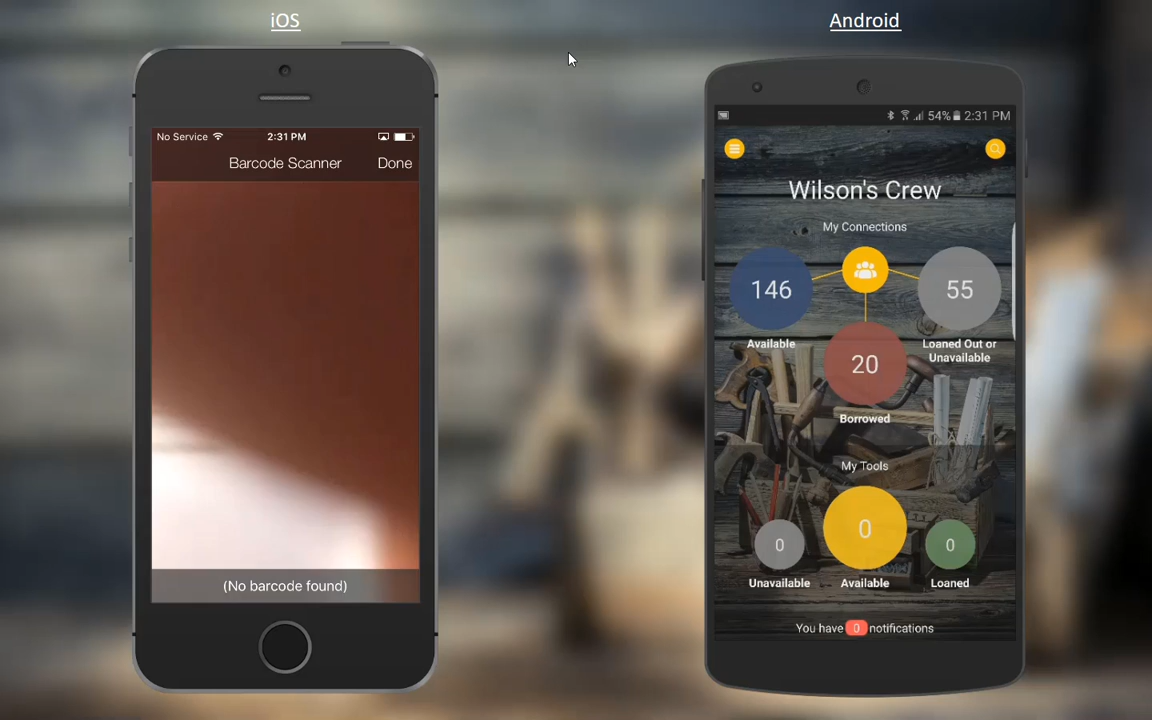 iOS
Android
No Service
2:31 PM
Barcode Scanner
Done
(No barcode found)
54%
2:31 PM
Wilson's Crew
My Connections
146
55
Available
Loaned Out or
Unavailable
20
Borrowed
My Tools
0
0
0
Unavailable
Available
Loaned
You have 0 notifications